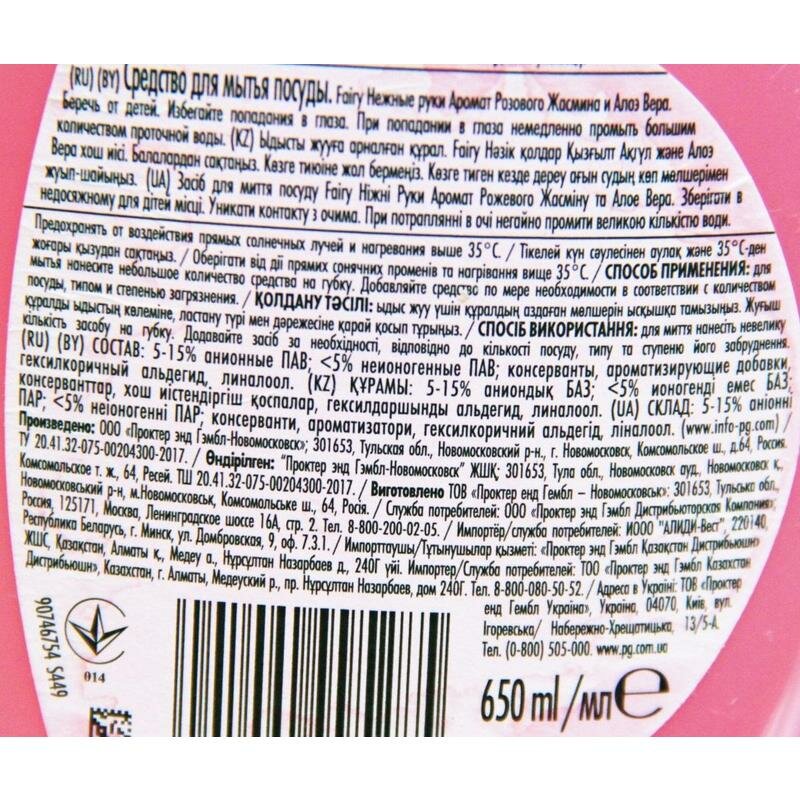 (RU) (BY) Средство для мытья посуды. Fairy Нежные руки Аромат Розового Жасмина и Алоэ Вера.
Беречь от детей. Избегайте попадания в глаза. При попадании в глаза немедленно промыть большим
количеством проточной воды. (KZ) Ыдысты жууға арналған құрал. Fairy Нәзік қолдар Қызғылт Ақгүл және Алоэ
Вера хош иісі. Балалардан сақтаңыз. Көзге тиюіне жол бермеңіз. Көзге тиген кезде дереу ағын судың көп мөлшерімен
жуып-шайыңыз. (UA) Засіб для миття посуду Fairy Ніжні Руки Аромат Рожевого Жасміну та Алое Вера. Зберігати в
недосяжному для дітей місці. Уникати контакту з очима. При потраплянні в очі негайно промити великою кількістю води.
Предохранять от воздействия прямых солнечных лучей и нагревания выше 35°C. / Тікелей күн сәулесінен аулақ және 35°C-ден
жоғары қызудан сақтаңыз. / Оберігати від дії прямих сонячних променів та нагрівання вище 35°C. / СПОСОБ ПРИМЕНЕНИЯ: для
мытья нанесите небольшое количество средства на губку. Добавляйте средство по мере необходимости в соответствии с количеством
посуды, типом и степенью загрязнения. / ҚОЛДАНУ ТӘСІЛІ: ыдыс жуу үшін құралдың аздаған мөлшерін ысқышқа тамызыңыз. Жуғыш
құралды ыдыстың көлеміне, ластану түрі мен дәрежесіне қарай қосып тұрыңыз. / СПОСІБ ВИКОРИСТАННЯ: для миття нанесіть невелику
кількість засобу на губку. Додавайте засіб за необхідності, відповідно до кількості посуду, типу та ступеню його забруднення.
(RU) (BY) СОСТАВ: 5-15% анионные ПАВ; <5% неионогенные ПАВ; консерванты, ароматизирующие добавки,
гексилкоричный альдегид, линалоол. (KZ) ҚҰРАМЫ: 5-15% аниондық БАЗ; <5% ионогенді емес БАЗ;
консерванттар, хош иістендіргіш қоспалар, гексилдаршынды альдегид, линалоол. (UA) СКЛАД: 5-15% аніонні
ПАР; <5% неіоногенні ПАР; консерванти, ароматизатори, гексилкоричний альдегід, ліналоол. (www.info-pg.com) /
Произведено: ООО «Проктер энд Гэмбл-Новомосковск»; 301653, Тульская обл., Новомосковский р-н, г. Новомосковск, Комсомольское ш., д.64, Россия.
ТУ 20.41.32-075-00204300-2017. / Өндірілген: "Проктер энд Гэмбл-Новомосковск" ЖШҚ; 301653, Тула обл., Новомосковск ауд., Новомосковск қ.,
Комсомольское т. ж., 64, Ресей. ТШ 20.41.32-075-00204300-2017. / Виготовлено ТОВ «Проктер енд Гембл – Новомосковськ»: 301653, Тульська обл.,
Новомосковський р-н, м.Новомосковськ, Комсомольське ш., 64, Росія. / Служба потребителей: ООО «Проктер энд Гэмбл Дистрибьюторская Компания»;
Россия, 125171, Москва, Ленинградское шоссе 16А, стр. 2. Тел. 8-800-200-02-05. / Импортёр/служба потребителей: ИООО "АЛИДИ-Вест", 220140,
Республика Беларусь, г. Минск, ул. Домбровская, 9, оф. 7.3.1. / Импорттаушы/Тұтынушылар қызметі: «Проктер энд Гэмбл Қазақстан Дистрибьюшн»
ЖШС, Қазақстан, Алматы қ., Медеу а., Нұрсұлтан Назарбаев д., 240Г үйі. Импортер/Служба потребителей: ТОО «Проктер энд Гэмбл Казахстан
Дистрибьюшн», Казахстан, г. Алматы, Медеуский р., пр. Нұрсұлтан Назарбаев, дом 240Г. Тел. 8-800-080-50-52. / Адреса в Україні: ТОВ «Проктер
енд Гембл Україна», Україна, 04070, Київ, вул.
Ігоревська/ Набережно-Хрещатицька, 13/5-А.
Тел. (0-800) 505-000. www.pg.com.ua
90746754 S449
014
650 ml/мл e